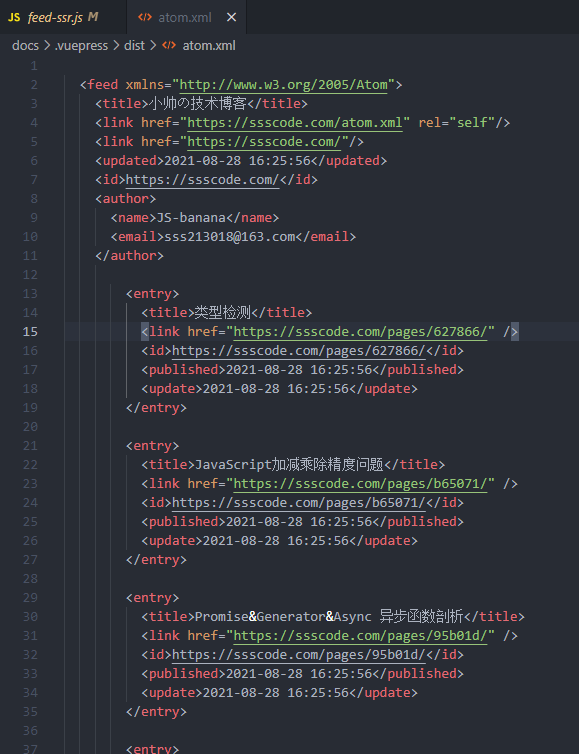 JS feed-ssr.js M
atom.xml
docs > .vuepress > dist > atom.xml
1
2 <feed xmlns="http://www.w3.org/2005/Atom">
3 <title>小帅の技术博客</title>
4 <link href="https://ssscode.com/atom.xml" rel="self"/>
5 <link href="https://ssscode.com/"/>
6 <updated>2021-08-28 16:25:56</updated>
7 <id>https://ssscode.com/</id>
8 <author>
9 <name>JS-banana</name>
10 <email>sss213018@163.com</email>
11 </author>
12
13 <entry>
14 <title>类型检测</title>
15 <link href="https://ssscode.com/pages/627866/" />
16 <id>https://ssscode.com/pages/627866/</id>
17 <published>2021-08-28 16:25:56</published>
18 <update>2021-08-28 16:25:56</update>
19 </entry>
20
21 <entry>
22 <title>JavaScript加减乘除精度问题</title>
23 <link href="https://ssscode.com/pages/b65071/" />
24 <id>https://ssscode.com/pages/b65071/</id>
25 <published>2021-08-28 16:25:56</published>
26 <update>2021-08-28 16:25:56</update>
27 </entry>
28
29 <entry>
30 <title>Promise&Generator&Async 异步函数剖析</title>
31 <link href="https://ssscode.com/pages/95b01d/" />
32 <id>https://ssscode.com/pages/95b01d/</id>
33 <published>2021-08-28 16:25:56</published>
34 <update>2021-08-28 16:25:56</update>
35 </entry>
36
37 <entry>